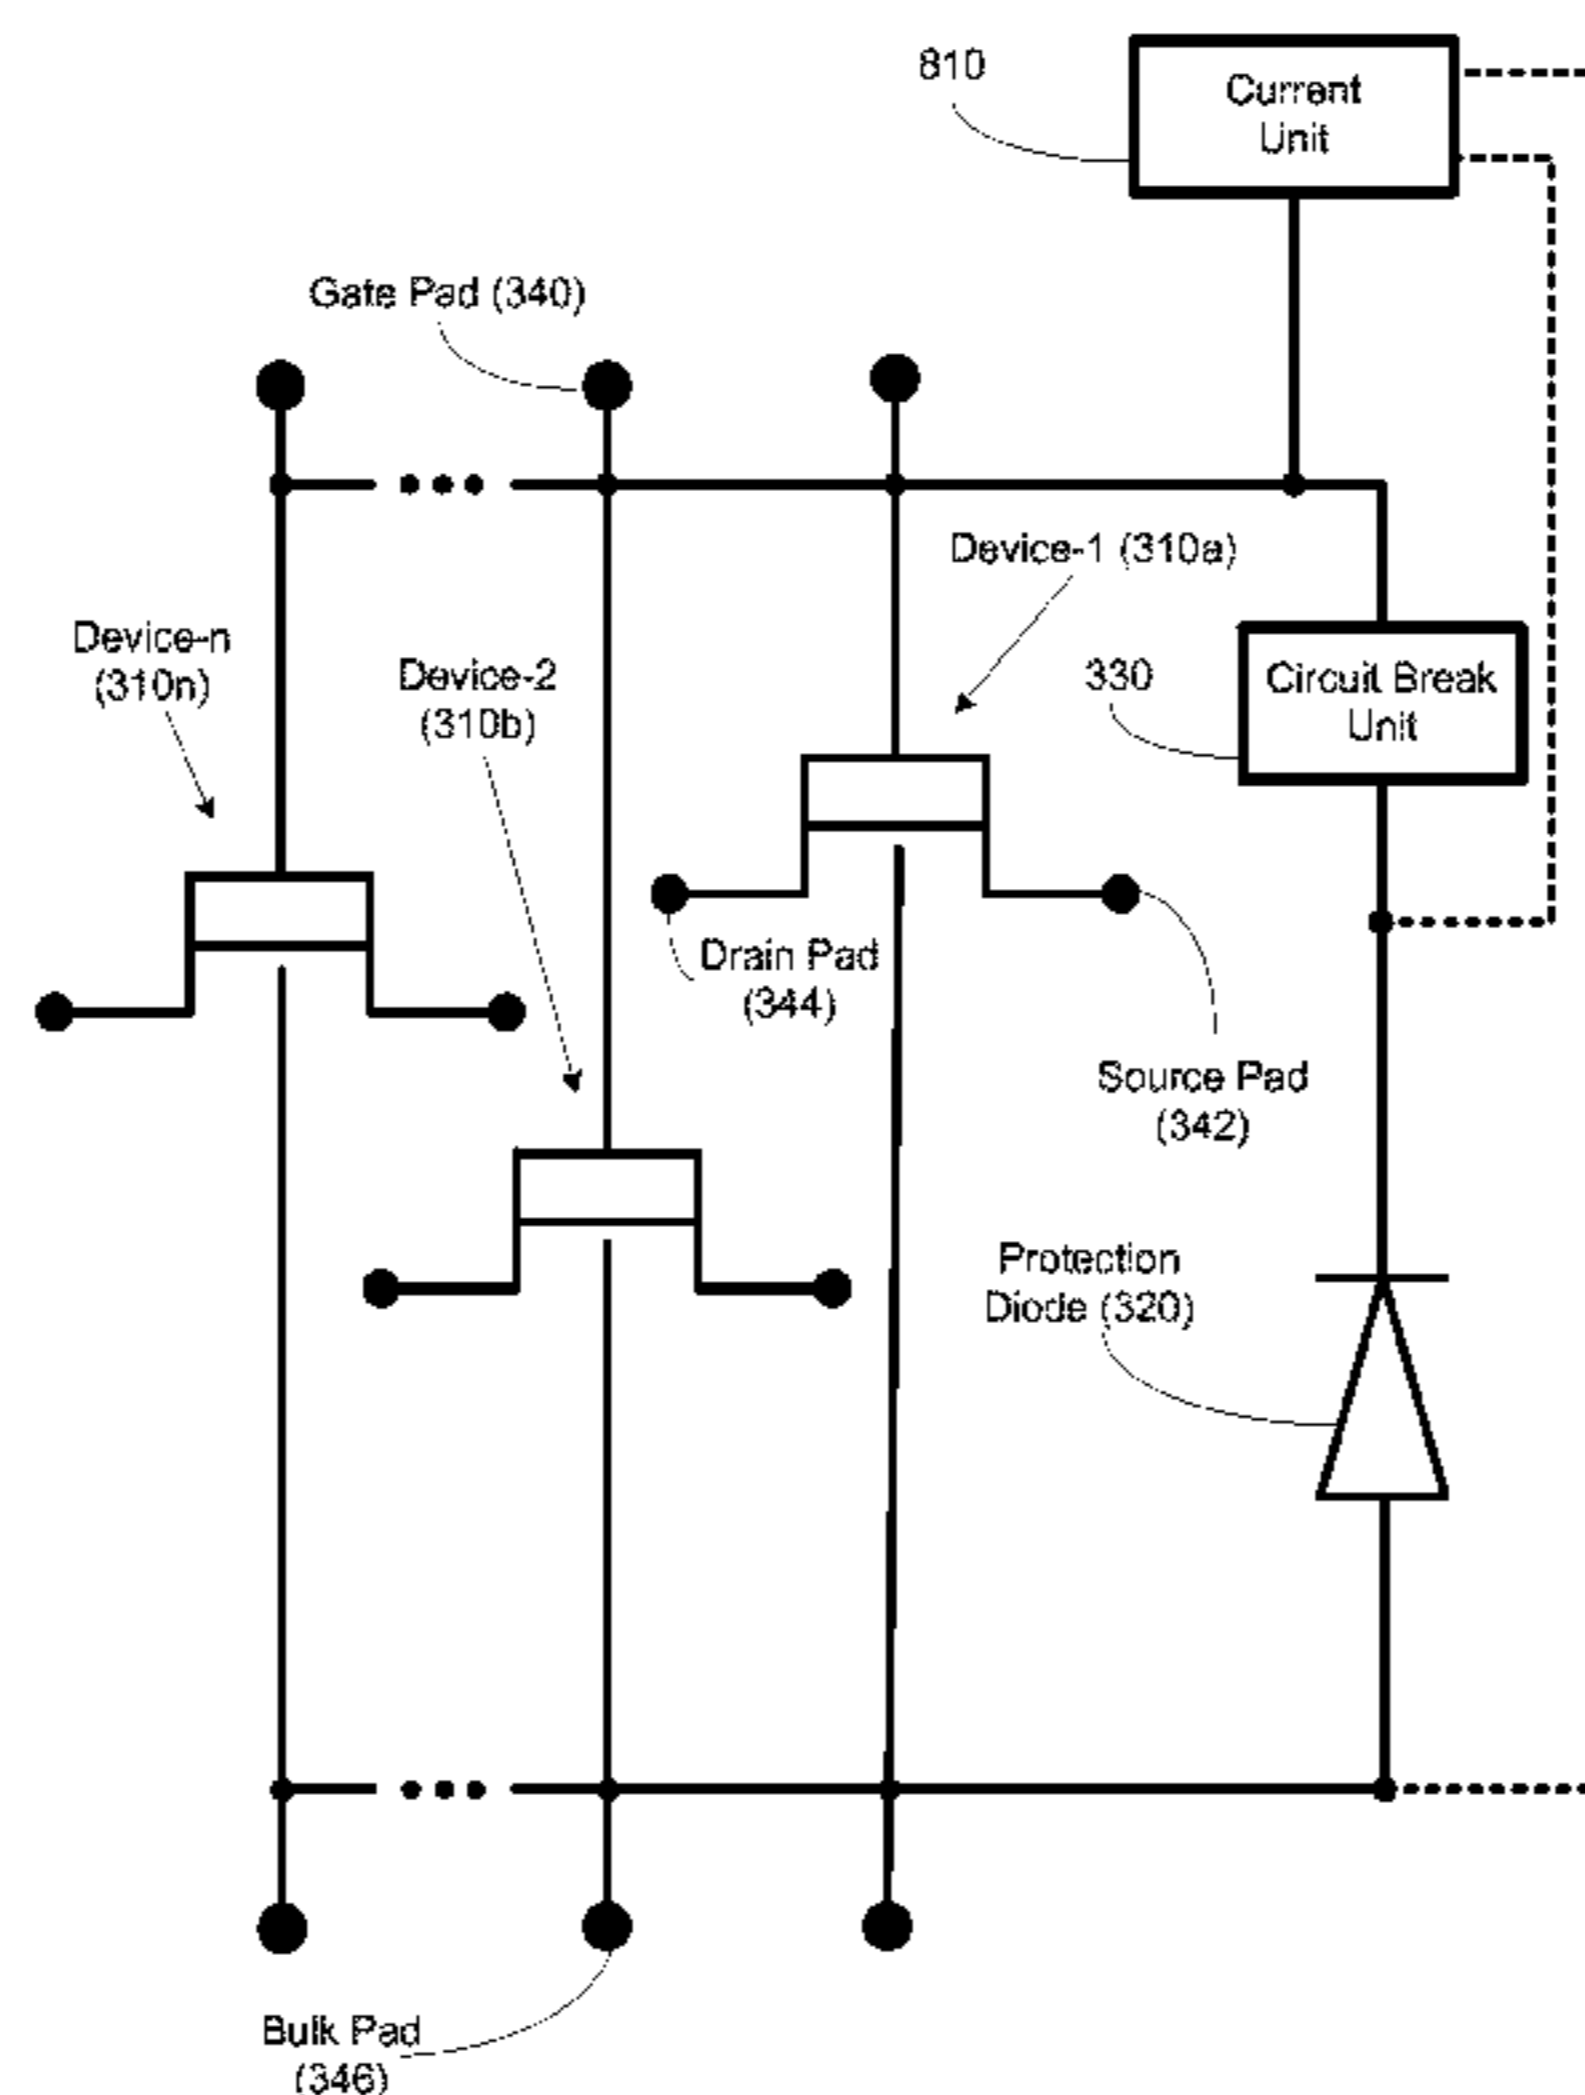 810
Current
Unit
Gate Pad (340)
Device-1 (310a)
Device-n
(310n)
Device-2
(310b)
330
Circuit Break
Unit
Drain Pad
(344)
Source Pad
(342)
Protection
Diode (320)
Bulk Pad
(346)